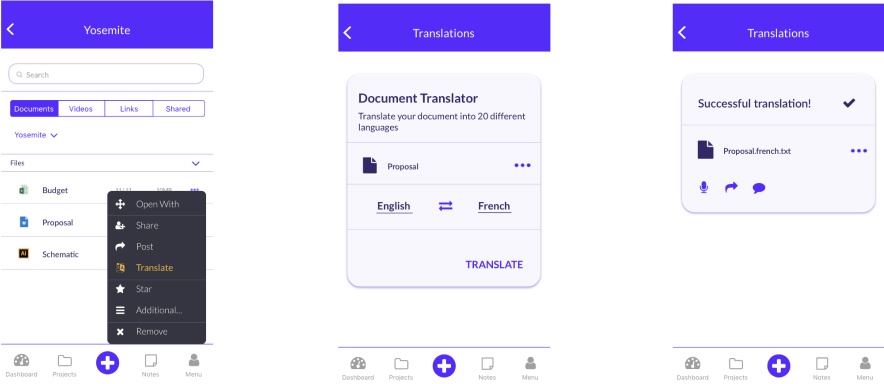 Yosemite
Search
Documents Videos Links Shared
Yosemite
Files
Budget
Proposal
AI Schematic
Open With
Share
Post
Translate
Star
Additional...
Remove
Dashboard Projects Notes Menu
Translations
Document Translator
Translate your document into 20 different
languages
Proposal
English French
TRANSLATE
Dashboard Projects Notes Menu
Translations
Successful translation!
Proposal.french.txt
Dashboard Projects Notes Menu